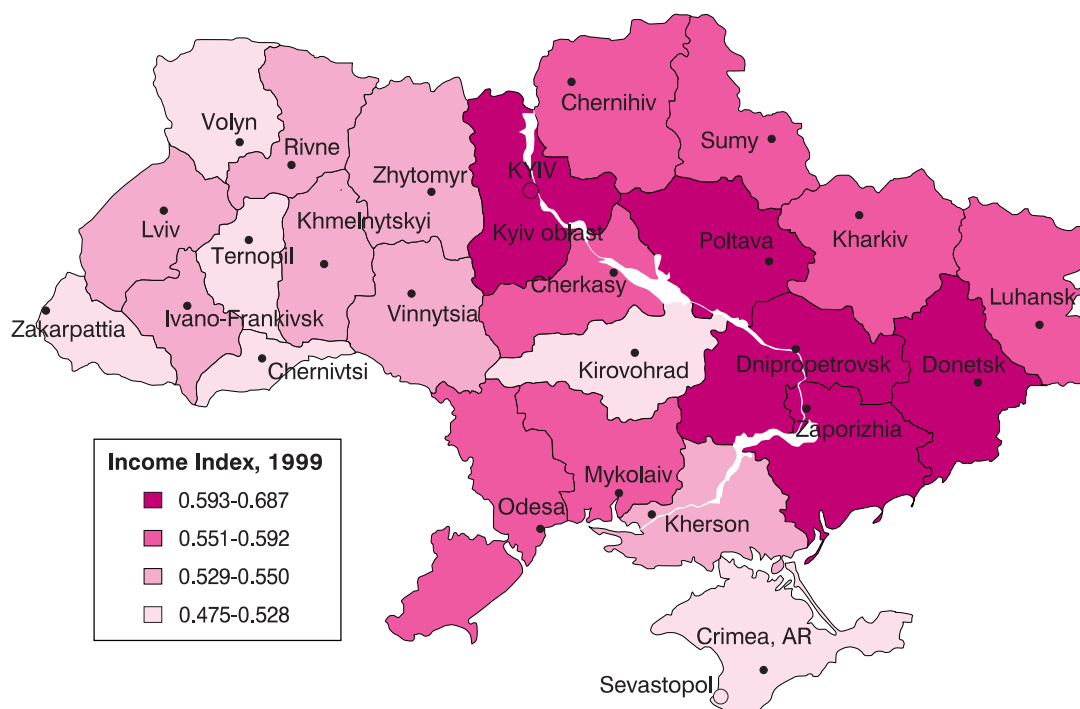 Chernihiv
Volyn
Sumy
Rivne
KYIV
Zhytomyr
Khmelnytskyi
Lviv
Kyiv oblast
Poltava
Kharkiv
Ternopil
Cherkasy
Luhansk
Zakarpattia
Ivano-Frankivsk
Vinnytsia
Chernivtsi
Kirovohrad
Dnipropetrovsk
Donetsk
Zaporizhia
Income Index, 1999
0.593-0.687
0.551-0.592
0.529-0.550
0.475-0.528
Mykolaiv
Odesa
Kherson
Crimea, AR
Sevastopol